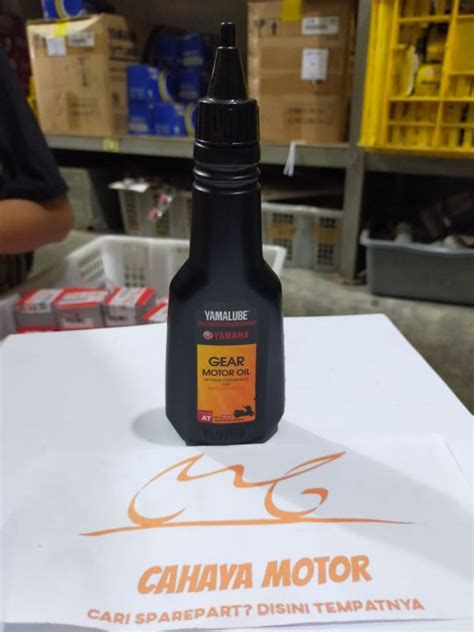 YAMALUBE
YAMAHA
GEAR
MOTOR OIL
AT
CAHAYA MOTOR
CARI SPAREPART? DISINI TEMPATNYA